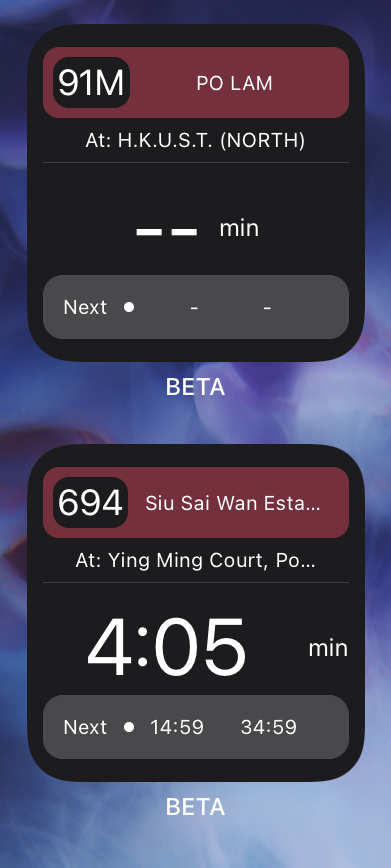 91M PO LAM
At: H.K.U.S.T. (NORTH)
-- min
Next • - -
BETA
694 Siu Sai Wan Esta...
At: Ying Ming Court, Po...
4:05 min
Next • 14:59 34:59
BETA